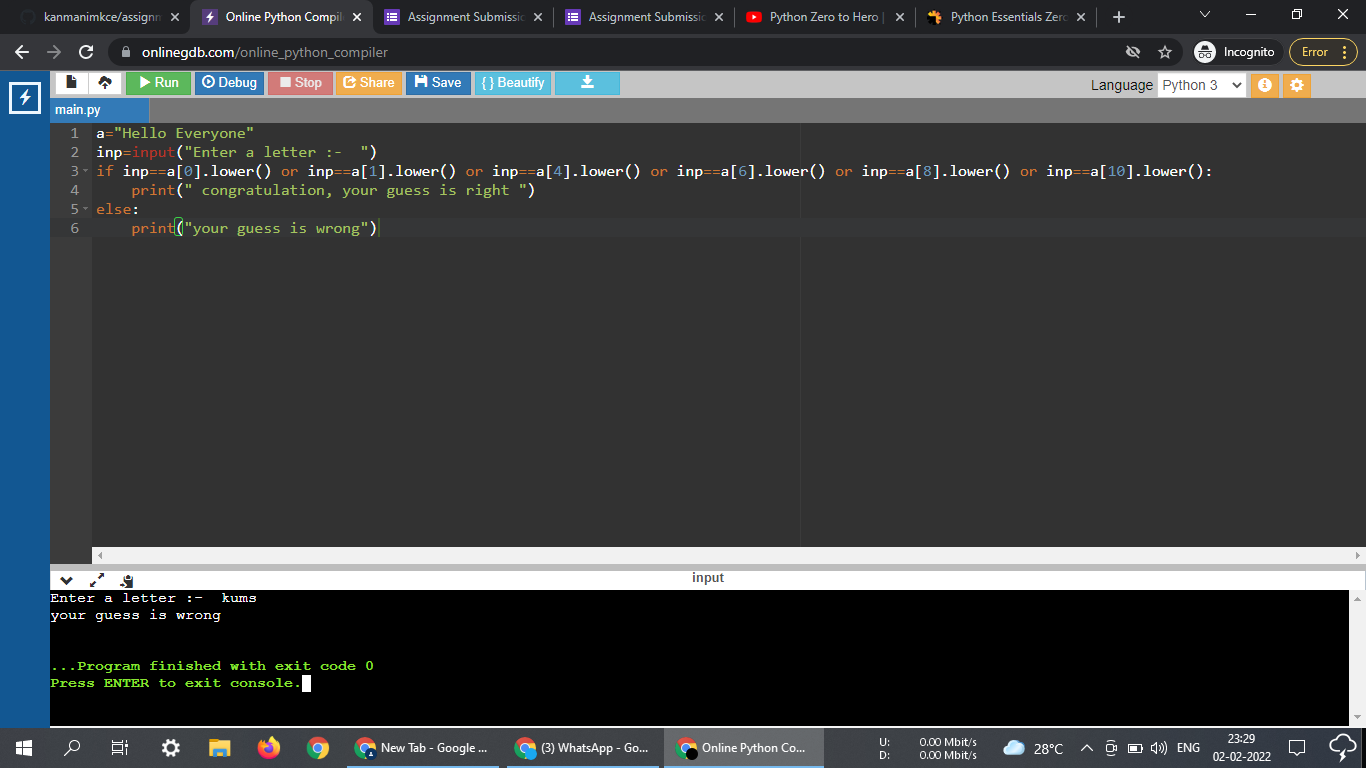 kanmanimkce/assignm
Online Python Compil
Assignment Submissic
Assignment Submissic
Python Zero to Hero |
Python Essentials Zerc
onlinegdb.com/online_python_compiler
Incognito
Error
Run
Debug
Stop
Share
Save
{ } Beautify
Language Python 3
main.py
1 a="Hello Everyone"
2 inp=input("Enter a letter :-  ")
3 if inp==a[0].lower() or inp==a[1].lower() or inp==a[4].lower() or inp==a[6].lower() or inp==a[8].lower() or inp==a[10].lower():
4     print(" congratulation, your guess is right ")
5 else:
6     print("your guess is wrong")
input
Enter a letter :-  kums
your guess is wrong
...Program finished with exit code 0
Press ENTER to exit console.
New Tab - Google ...
(3) WhatsApp - Go...
Online Python Co...
U: 0.00 Mbit/s
D: 0.00 Mbit/s
28°C
ENG
23:29
02-02-2022